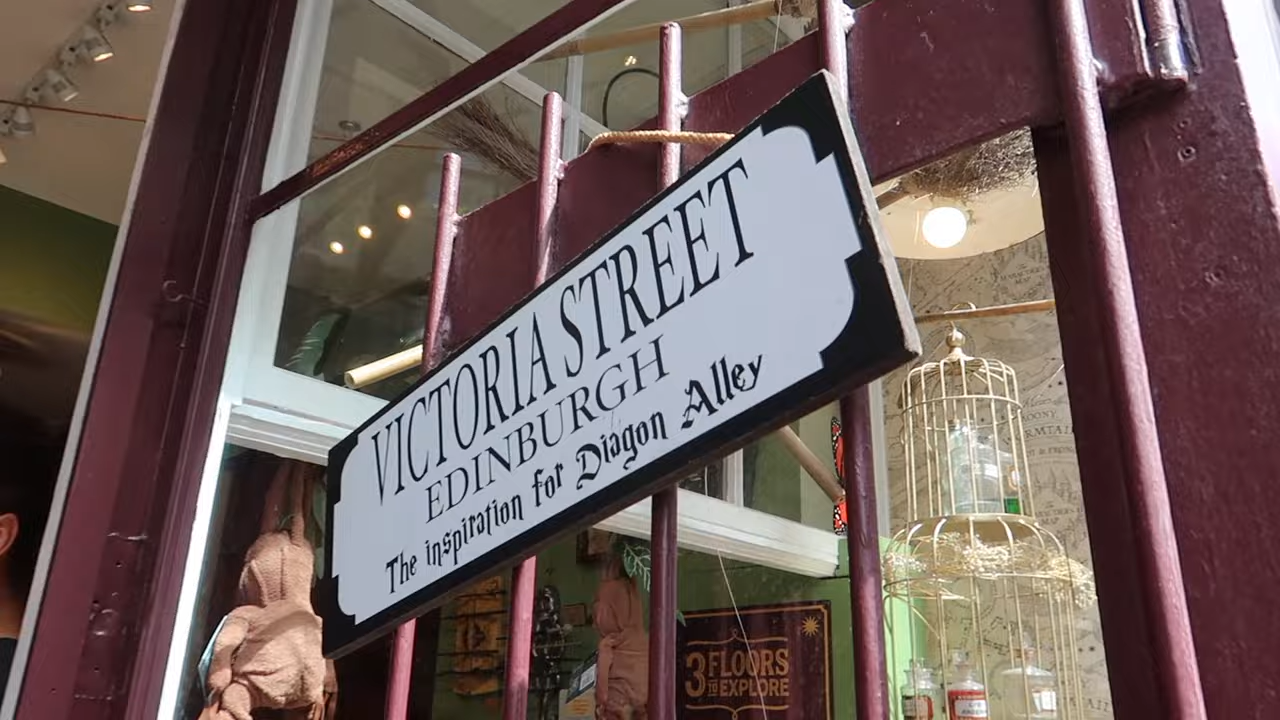 VICTORIA STREET
EDINBURGH
The inspiration for Diagon Alley
3 FLOORS
TO EXPLORE